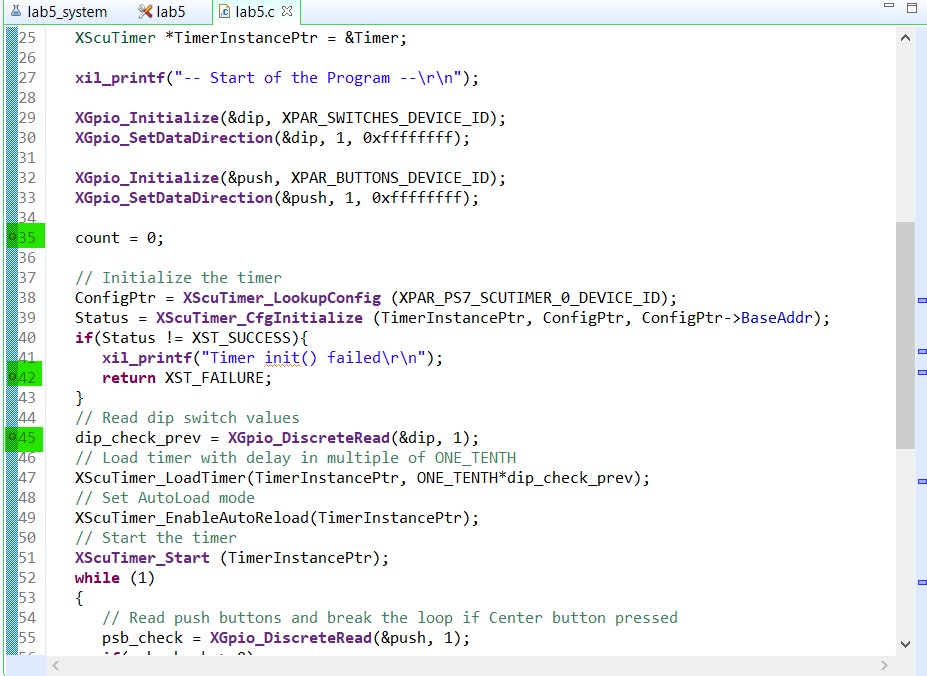 lab5_system lab5 lab5.c
25 XScuTimer *TimerInstancePtr = &Timer;
26
27 xil_printf("-- Start of the Program --\r\n");
28
29 XGpio_Initialize(&dip, XPAR_SWITCHES_DEVICE_ID);
30 XGpio_SetDataDirection(&dip, 1, 0xffffffff);
31
32 XGpio_Initialize(&push, XPAR_BUTTONS_DEVICE_ID);
33 XGpio_SetDataDirection(&push, 1, 0xffffffff);
34
35 count = 0;
36
37 // Initialize the timer
38 ConfigPtr = XScuTimer_LookupConfig (XPAR_PS7_SCUTIMER_0_DEVICE_ID);
39 Status = XScuTimer_CfgInitialize (TimerInstancePtr, ConfigPtr, ConfigPtr->BaseAddr);
40 if(Status != XST_SUCCESS){
41 xil_printf("Timer init() failed\r\n");
42 return XST_FAILURE;
43 }
44 // Read dip switch values
45 dip_check_prev = XGpio_DiscreteRead(&dip, 1);
46 // Load timer with delay in multiple of ONE_TENTH
47 XScuTimer_LoadTimer(TimerInstancePtr, ONE_TENTH*dip_check_prev);
48 // Set AutoLoad mode
49 XScuTimer_EnableAutoReload(TimerInstancePtr);
50 // Start the timer
51 XScuTimer_Start (TimerInstancePtr);
52 while (1)
53 {
54 // Read push buttons and break the loop if Center button pressed
55 psb_check = XGpio_DiscreteRead(&push, 1);